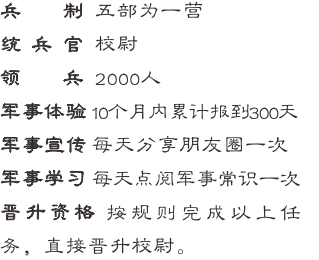 兵 制 五部为一营
统 兵 官 校尉
领 兵 2000人
军事体验 10个月内累计报到300天
军事宣传 每天分享朋友圈一次
军事学习 每天点阅军事常识一次
晋升资格 按规则完成以上任
务，直接晋升校尉。